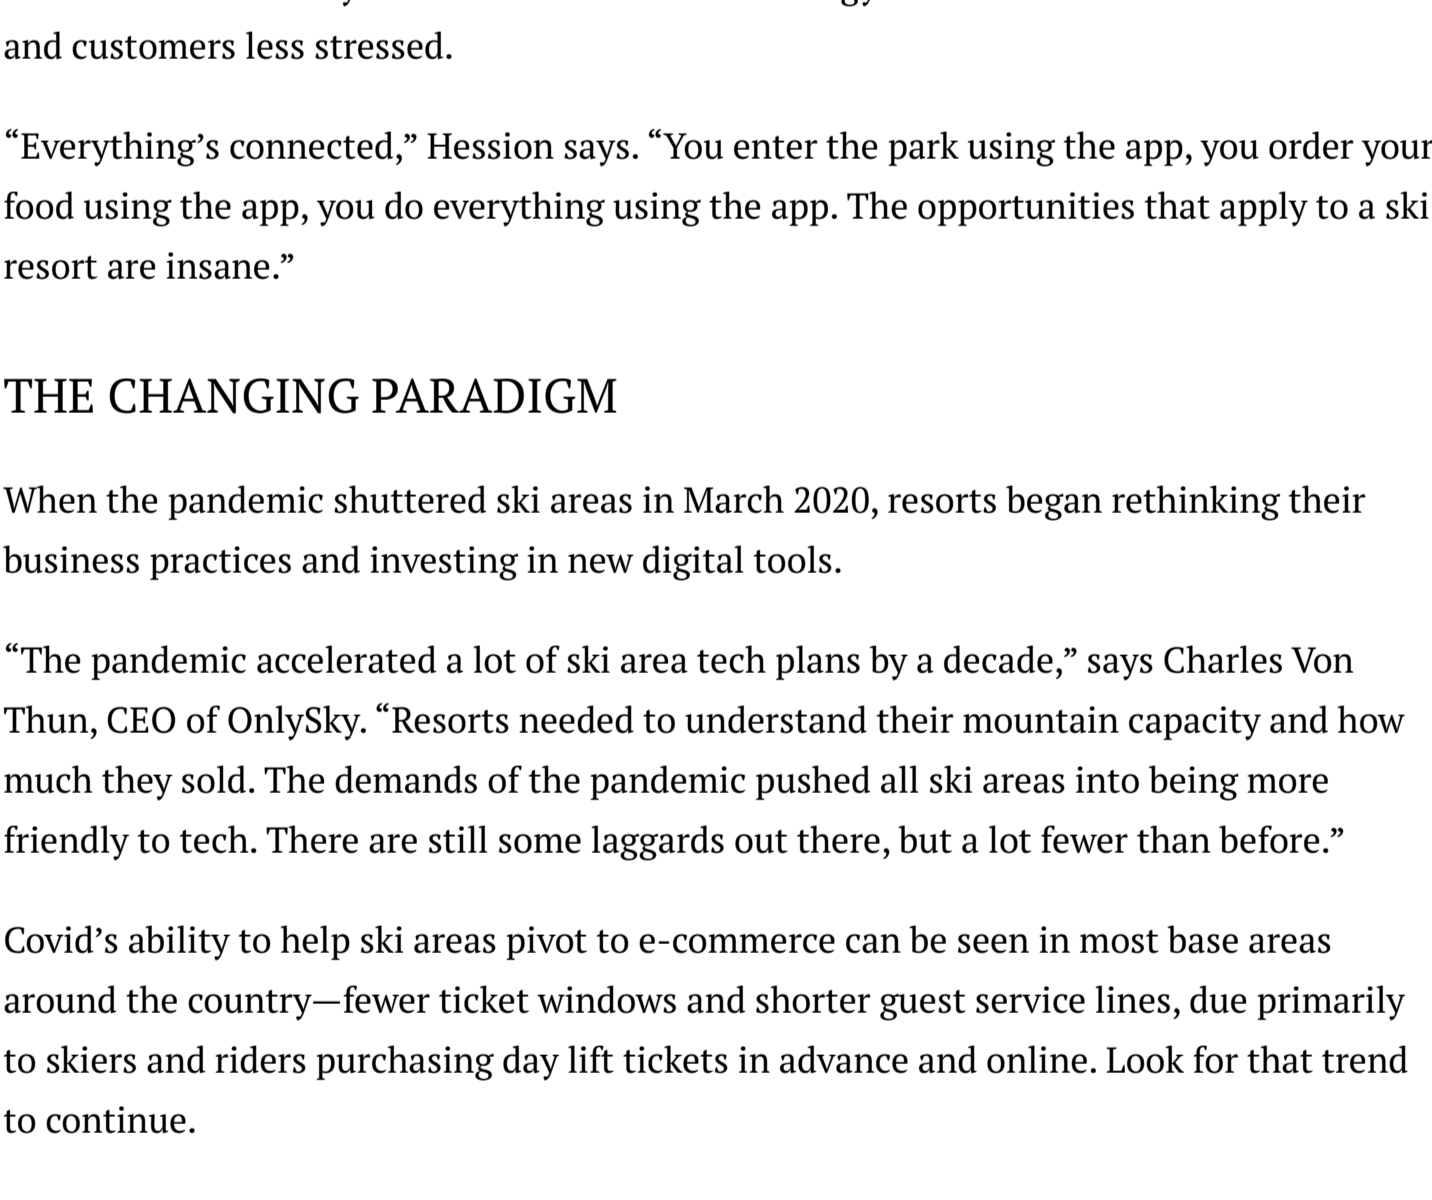 and customers less stressed.
“Everything’s connected,” Hession says. “You enter the park using the app, you order your
food using the app, you do everything using the app. The opportunities that apply to a ski
resort are insane.”
THE CHANGING PARADIGM
When the pandemic shuttered ski areas in March 2020, resorts began rethinking their
business practices and investing in new digital tools.
“The pandemic accelerated a lot of ski area tech plans by a decade,” says Charles Von
Thun, CEO of OnlySky. “Resorts needed to understand their mountain capacity and how
much they sold. The demands of the pandemic pushed all ski areas into being more
friendly to tech. There are still some laggards out there, but a lot fewer than before.”
Covid’s ability to help ski areas pivot to e-commerce can be seen in most base areas
around the country—fewer ticket windows and shorter guest service lines, due primarily
to skiers and riders purchasing day lift tickets in advance and online. Look for that trend
to continue.